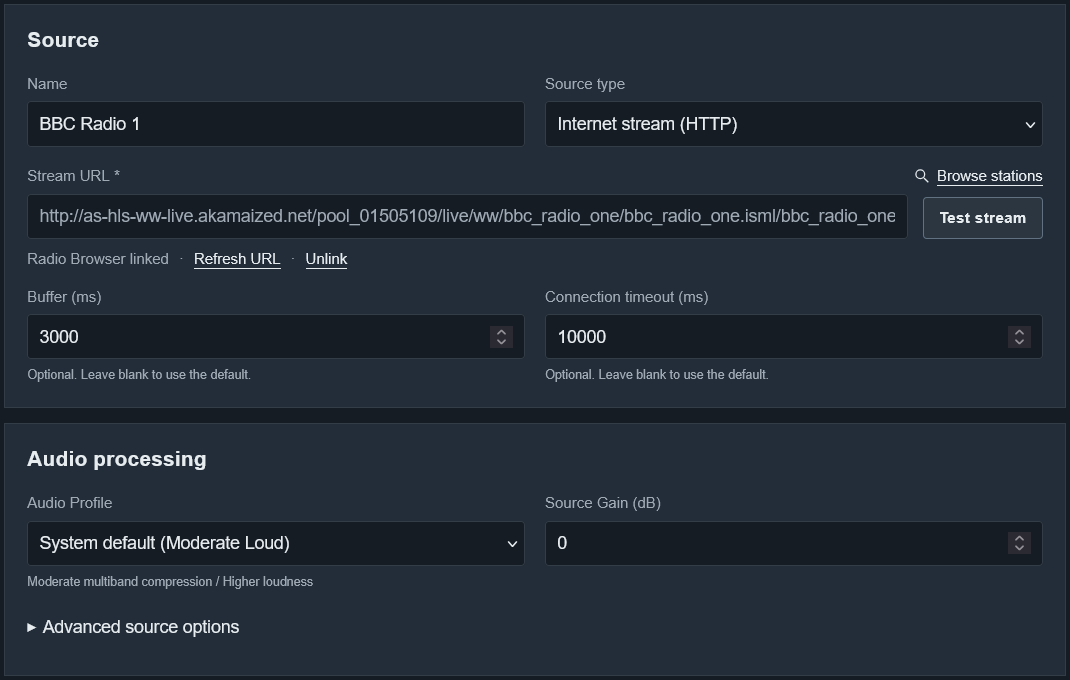 Source
Name
Source type
BBC Radio 1
Internet stream (HTTP)
Stream URL *
Browse stations
http://as-hls-ww-live.akamaized.net/pool_01505109/live/ww/bbc_radio_one/bbc_radio_one.isml/bbc_radio_one
Test stream
Radio Browser linked · Refresh URL · Unlink
Buffer (ms)
Connection timeout (ms)
3000
10000
Optional. Leave blank to use the default.
Optional. Leave blank to use the default.
Audio processing
Audio Profile
Source Gain (dB)
System default (Moderate Loud)
0
Moderate multiband compression / Higher loudness
▸ Advanced source options